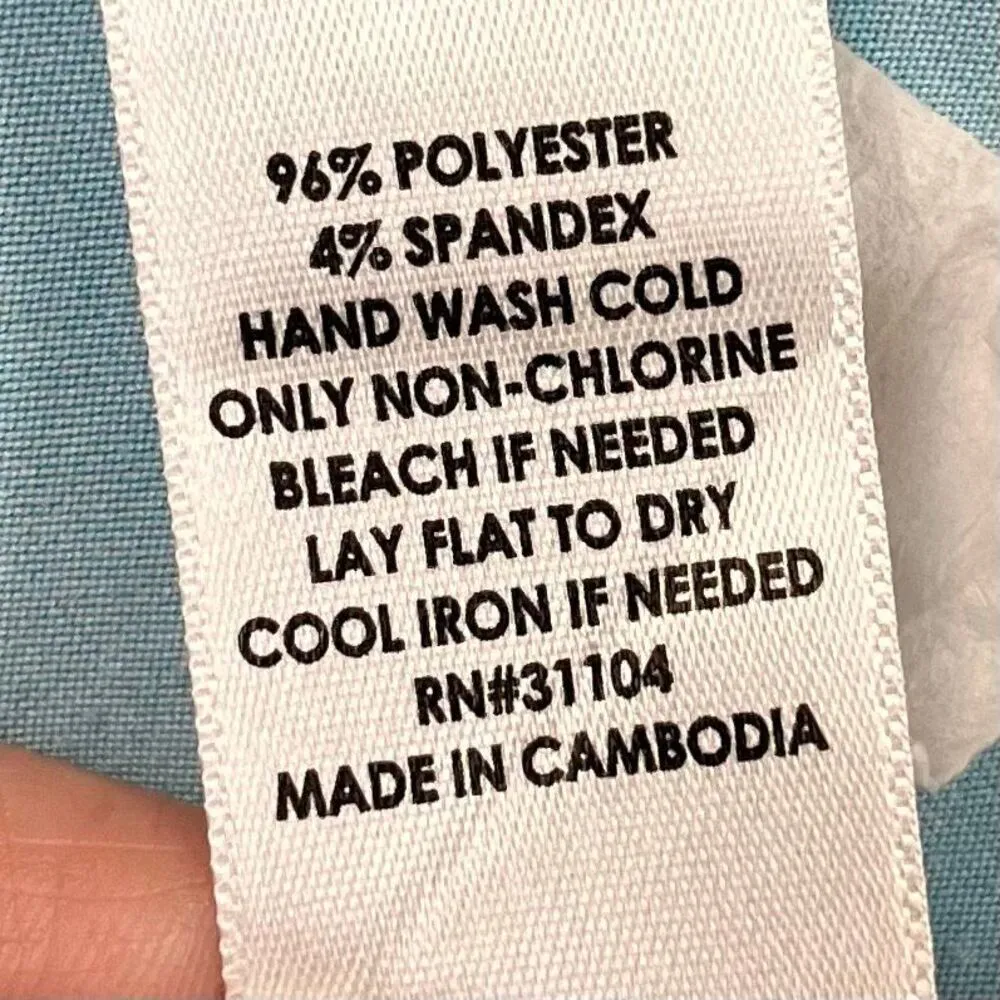 96% POLYESTER
4% SPANDEX
HAND WASH COLD
ONLY NON-CHLORINE
BLEACH IF NEEDED
LAY FLAT TO DRY
COOL IRON IF NEEDED
RN#31104
MADE IN CAMBODIA